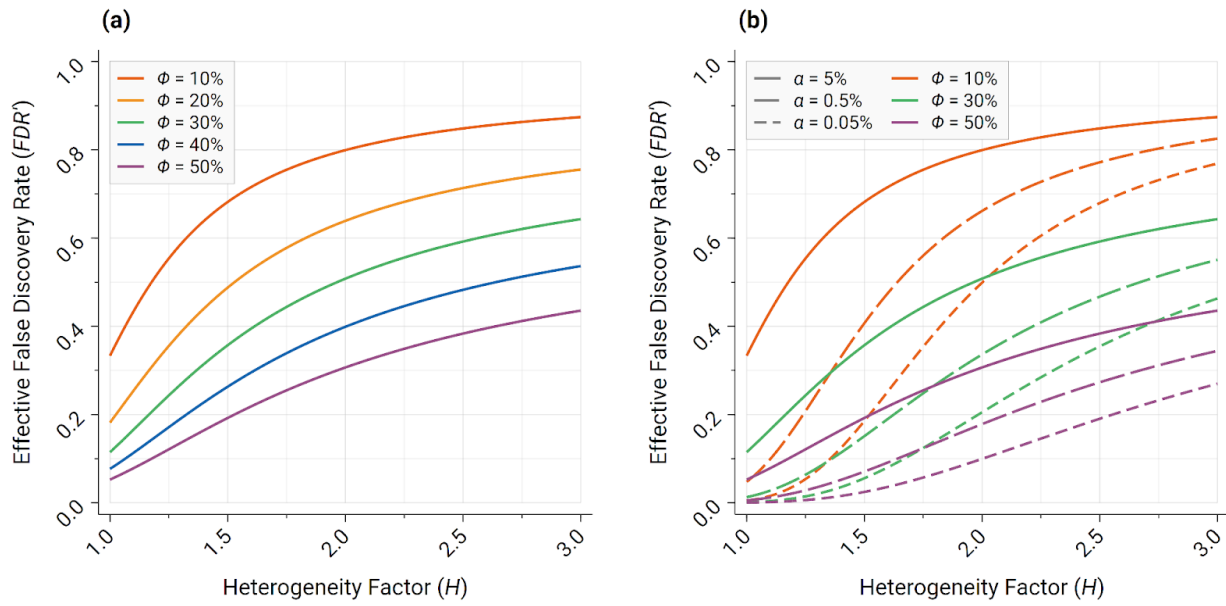 (a)
Effective False Discovery Rate (FDR')
1.0
0.8
0.6
0.4
0.2
0.0
Φ = 10%
Φ = 20%
Φ = 30%
Φ = 40%
Φ = 50%
1.0 1.5 2.0 2.5 3.0
Heterogeneity Factor (H)
(b)
Effective False Discovery Rate (FDR')
1.0
0.8
0.6
0.4
0.2
0.0
α = 5% Φ = 10%
α = 0.5% Φ = 30%
α = 0.05% Φ = 50%
1.0 1.5 2.0 2.5 3.0
Heterogeneity Factor (H)